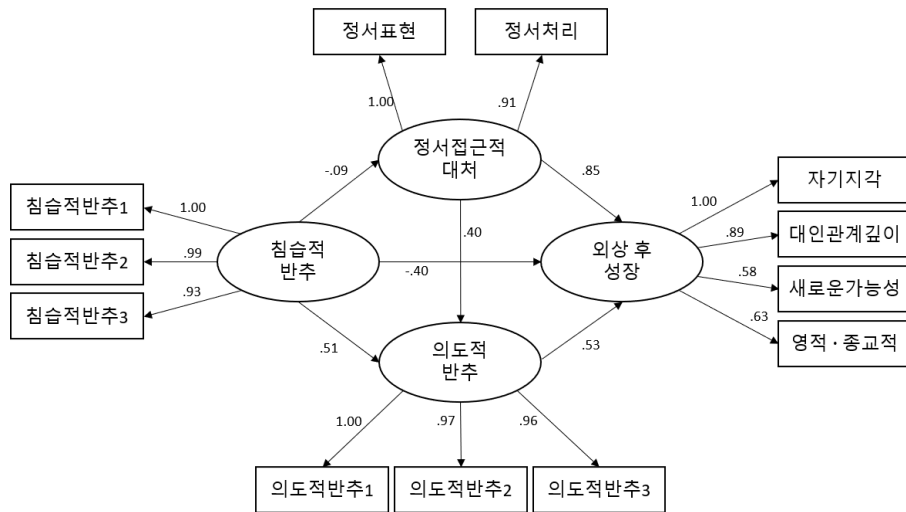 정서표현
정서처리
1.00
.91
정서접근적
대처
-.09
.85
자기지각
침습적반추1
1.00
1.00
대인관계깊이
.89
.40
침습적반추2
.99
침습적
반추
-.40
외상 후
성장
.58
새로운가능성
침습적반추3
.93
.63
영적·종교적
.51
의도적
반추
.53
1.00
.97
.96
의도적반추1
의도적반추2
의도적반추3